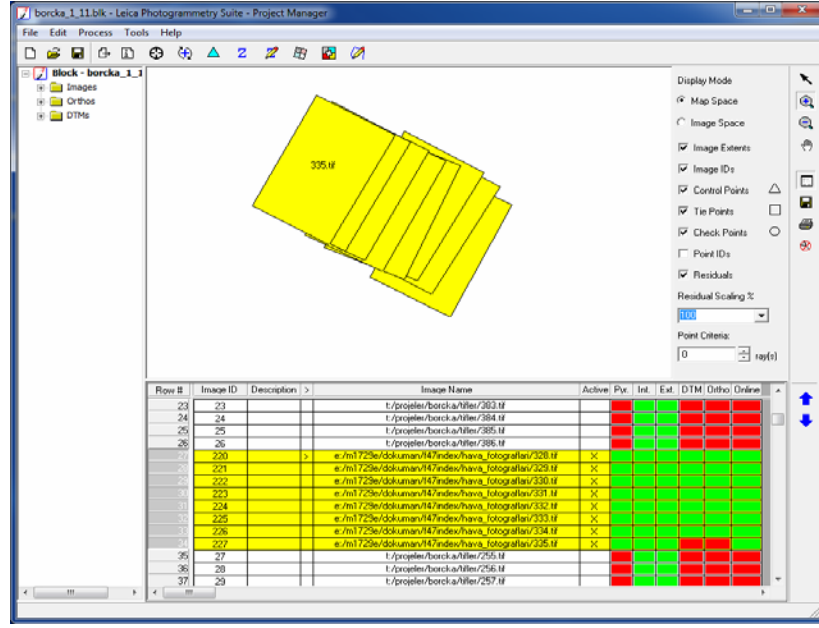 borcka_1_11.blk - Leica Photogrammetry Suite - Project Manager
File Edit Process Tools Help
Block - borcka_1_1
Images
Orthos
DTMs
335.tif
Display Mode
Map Space
Image Space
Image Extents
Image IDs
Control Points
Tie Points
Check Points
Point IDs
Residuals
Residual Scaling %
100
Point Criteria:
0 ray(s)
Row # Image ID Description > Image Name Active Pyr. Int. Ext. DTM Ortho Online
23 23 t:/projeler/borcka/tifler/383.tif
24 24 t:/projeler/borcka/tifler/384.tif
25 25 t:/projeler/borcka/tifler/385.tif
26 26 t:/projeler/borcka/tifler/386.tif
220 > e:/m1729e/dokuman/f47index/hava_fotograflari/328.tif X
221 e:/m1729e/dokuman/f47index/hava_fotograflari/329.tif X
222 e:/m1729e/dokuman/f47index/hava_fotograflari/330.tif X
223 e:/m1729e/dokuman/f47index/hava_fotograflari/331.tif X
224 e:/m1729e/dokuman/f47index/hava_fotograflari/332.tif X
225 e:/m1729e/dokuman/f47index/hava_fotograflari/333.tif X
226 e:/m1729e/dokuman/f47index/hava_fotograflari/334.tif X
227 e:/m1729e/dokuman/f47index/hava_fotograflari/335.tif X
35 27 t:/projeler/borcka/tifler/255.tif
36 28 t:/projeler/borcka/tifler/256.tif
37 29 t:/projeler/borcka/tifler/257.tif